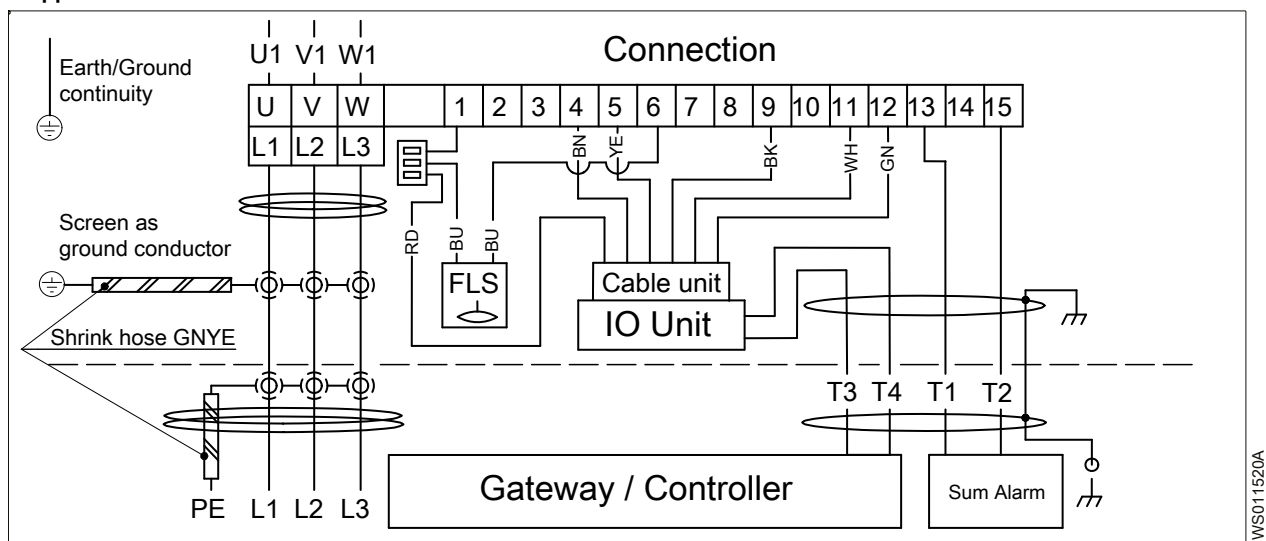 U1 V1 W1
Connection
Earth/Ground
continuity
U V W 1 2 3 4 5 6 7 8 9 10 11 12 13 14 15
L1 L2 L3
BN YE BK WH GN
Screen as
ground conductor
RD BU BU
FLS
Cable unit
IO Unit
Shrink hose GNYE
T3 T4 T1 T2
Gateway / Controller
Sum Alarm
PE L1 L2 L3
WS011520A